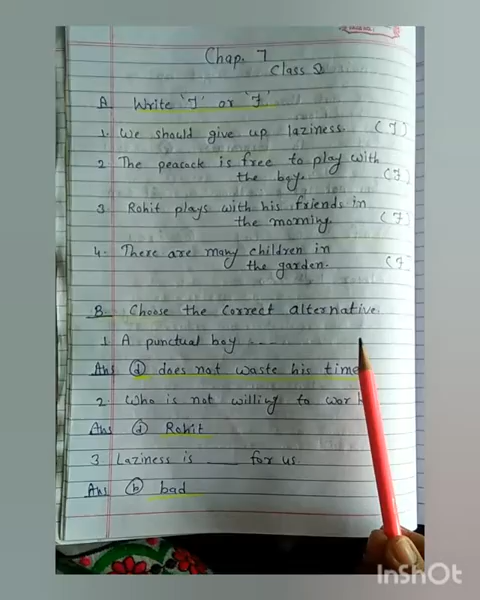 Chap. 7
Class 2
A. Write 'T' or 'F'
1. We should give up laziness. (T)
2 The peacock is free to play with
the boy. (F)
3. Rohit plays with his friends in
the morning. (F)
4. There are many children in
the garden. (F)
B. Choose the correct alternative.
1. A punctual boy ---
Ans (d) does not waste his time
2. Who is not willing to work
Ans (d) Rohit
3 Laziness is ___ for us.
Ans (b) bad
InShOt